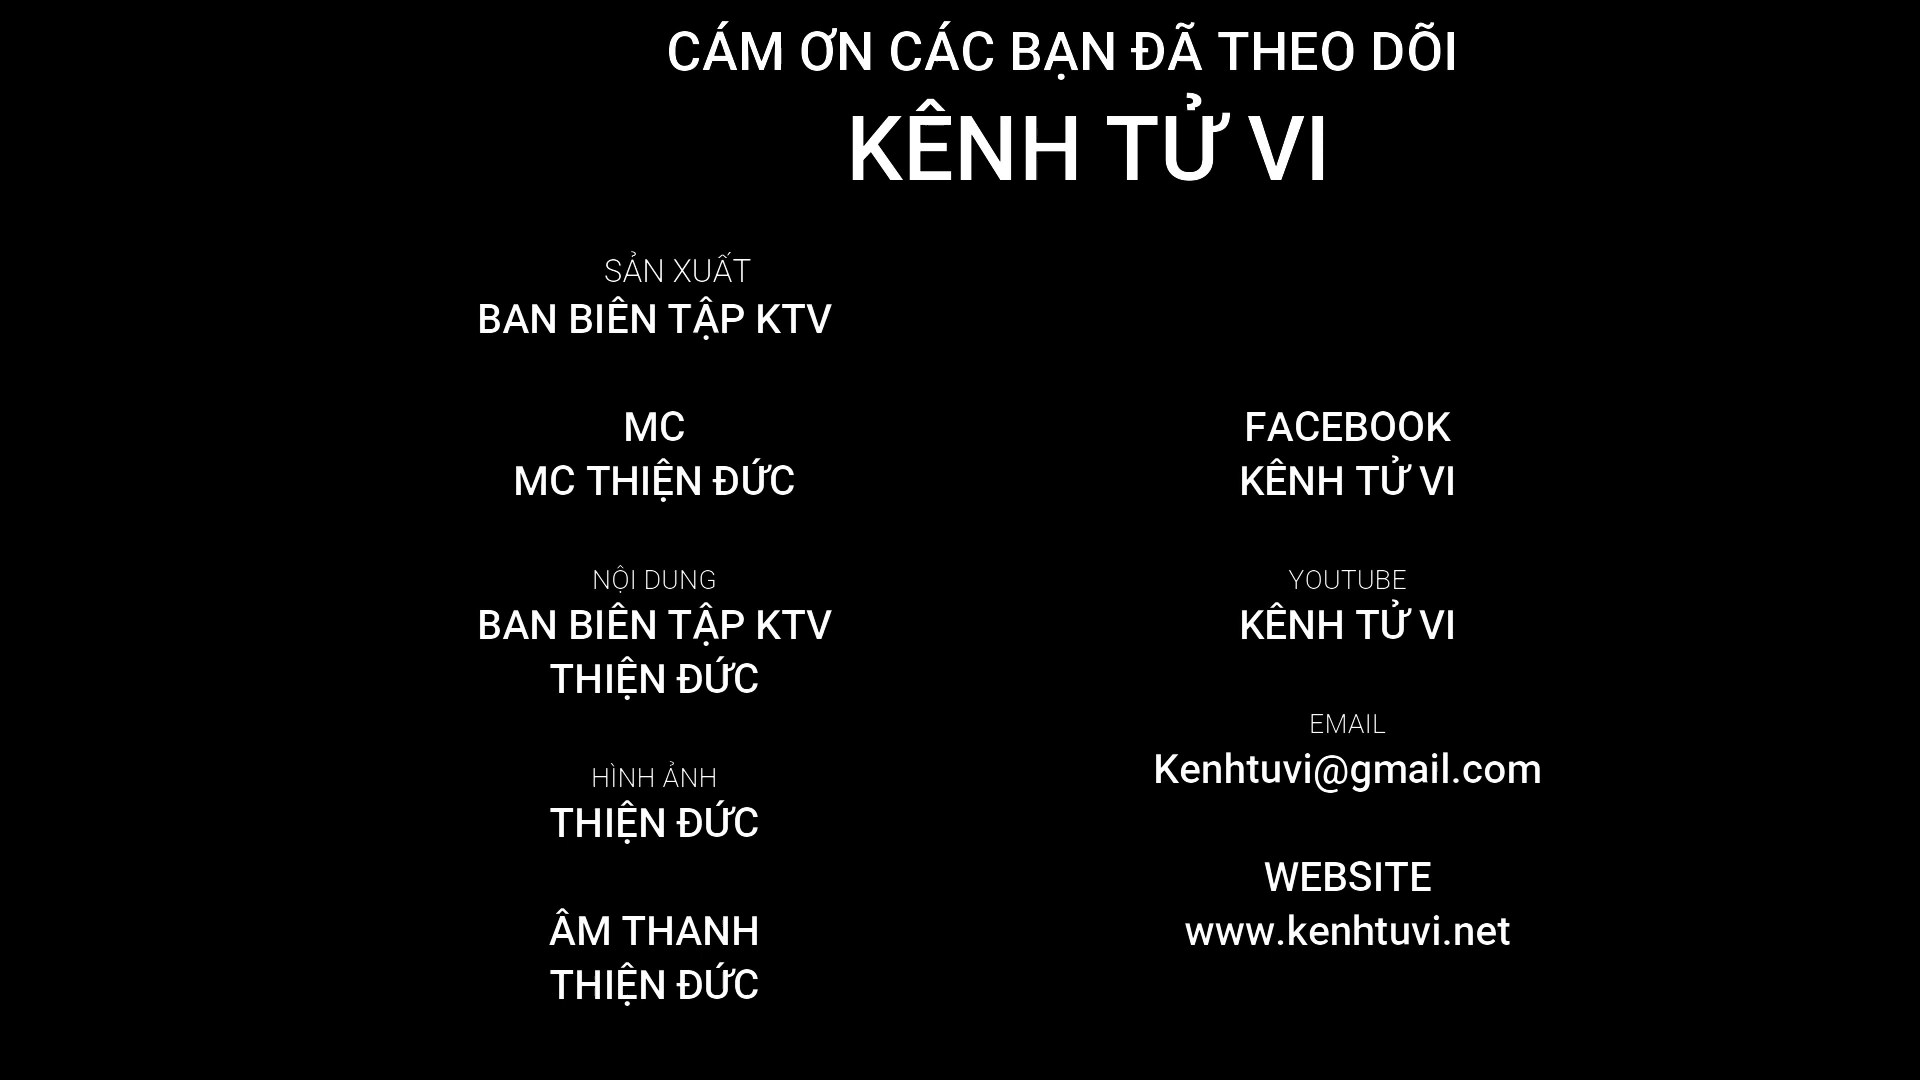 CÁM ƠN CÁC BẠN ĐÃ THEO DÕI
KÊNH TỬ VI
SẢN XUẤT
BAN BIÊN TẬP KTV
MC
MC THIỆN ĐỨC
NỘI DUNG
BAN BIÊN TẬP KTV
THIỆN ĐỨC
HÌNH ẢNH
THIỆN ĐỨC
ÂM THANH
THIỆN ĐỨC
FACEBOOK
KÊNH TỬ VI
YOUTUBE
KÊNH TỬ VI
EMAIL
Kenhtuvi@gmail.com
WEBSITE
www.kenhtuvi.net